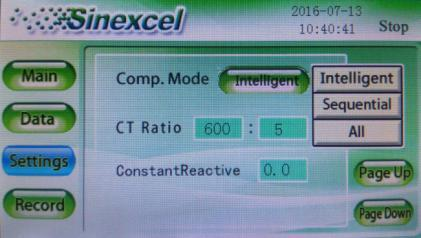 Sinexcel
2016-07-13
10:40:41 Stop
Main
Data
Settings
Record
Comp. Mode Intelligent
Intelligent
Sequential
All
CT Ratio 600 : 5
ConstantReactive 0.0
Page Up
Page Down